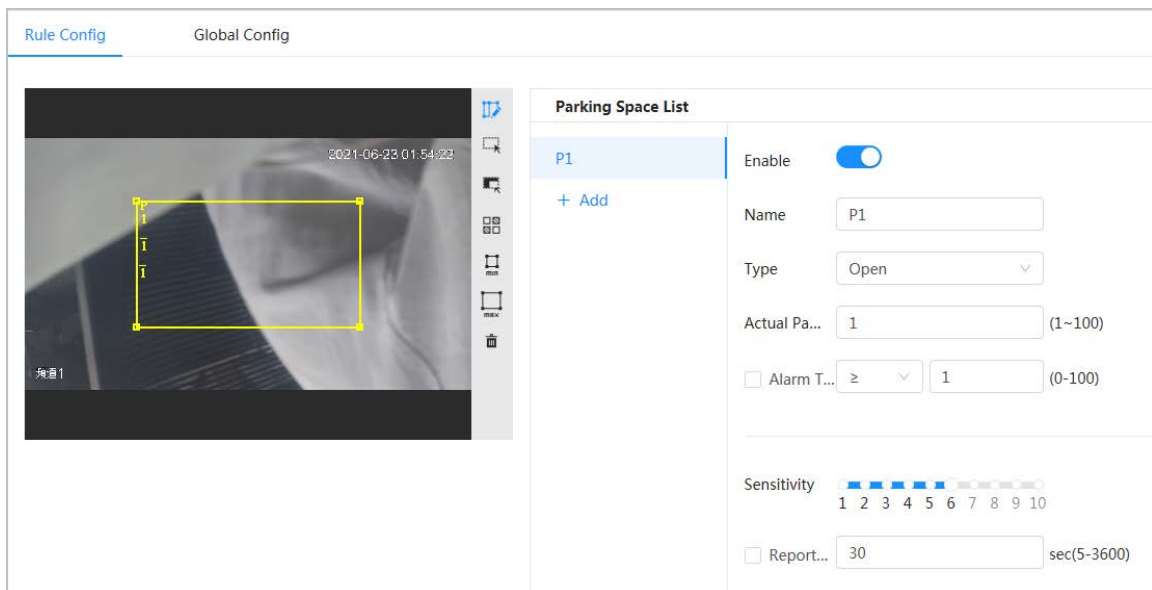 Rule Config
Global Config
2021-06-23 01:54:22
P
1
1
1
通道1
min
max
Parking Space List
P1
+ Add
Enable
Name
P1
Type
Open
Actual Pa...
1
(1~100)
Alarm T...
≥
1
(0-100)
Sensitivity
1 2 3 4 5 6 7 8 9 10
Report...
30
sec(5-3600)